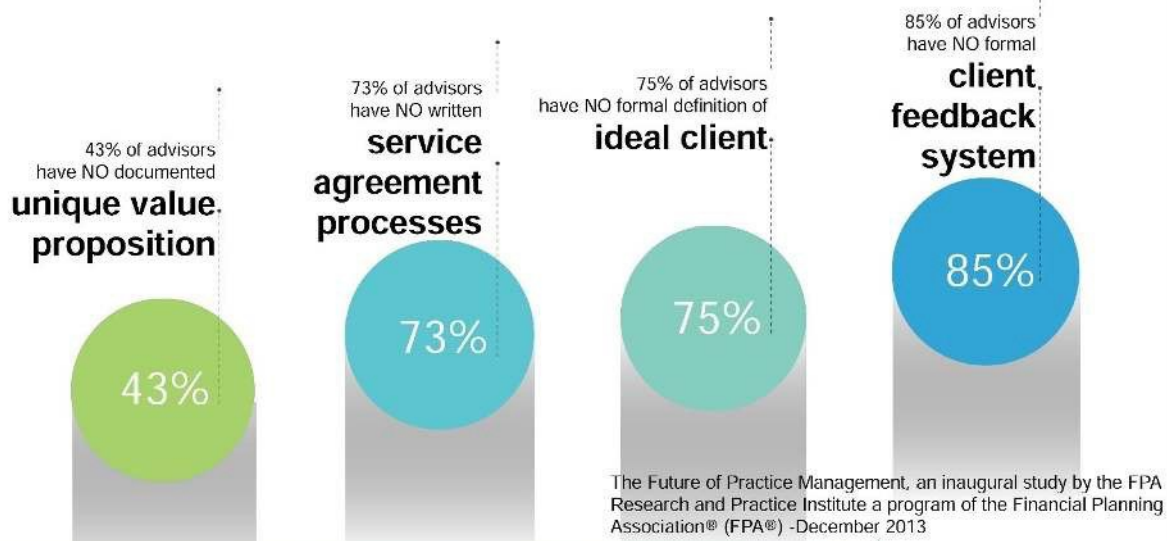 43% of advisors
have NO documented
unique value
proposition
43%
73% of advisors
have NO written
service
agreement
processes
73%
75% of advisors
have NO formal definition of
ideal client
75%
85% of advisors
have NO formal
client
feedback
system
85%
The Future of Practice Management, an inaugural study by the FPA
Research and Practice Institute a program of the Financial Planning
Association® (FPA®) -December 2013